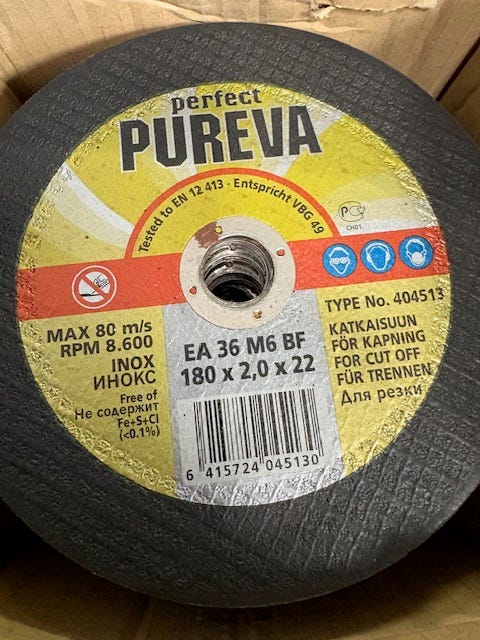 perfect
PUREVA
Tested to EN 12 413 · Entspricht VBG 49
CH01
MAX 80 m/s
RPM 8.600
INOX
ИНОКС
Free of
Не содержит
Fe+S+Cl
(<0.1%)
EA 36 M6 BF
180 x 2,0 x 22
6 415724 045130
TYPE No. 404513
KATKAISUUN
FÖR KAPNING
FOR CUT OFF
FÜR TRENNEN
Для резки